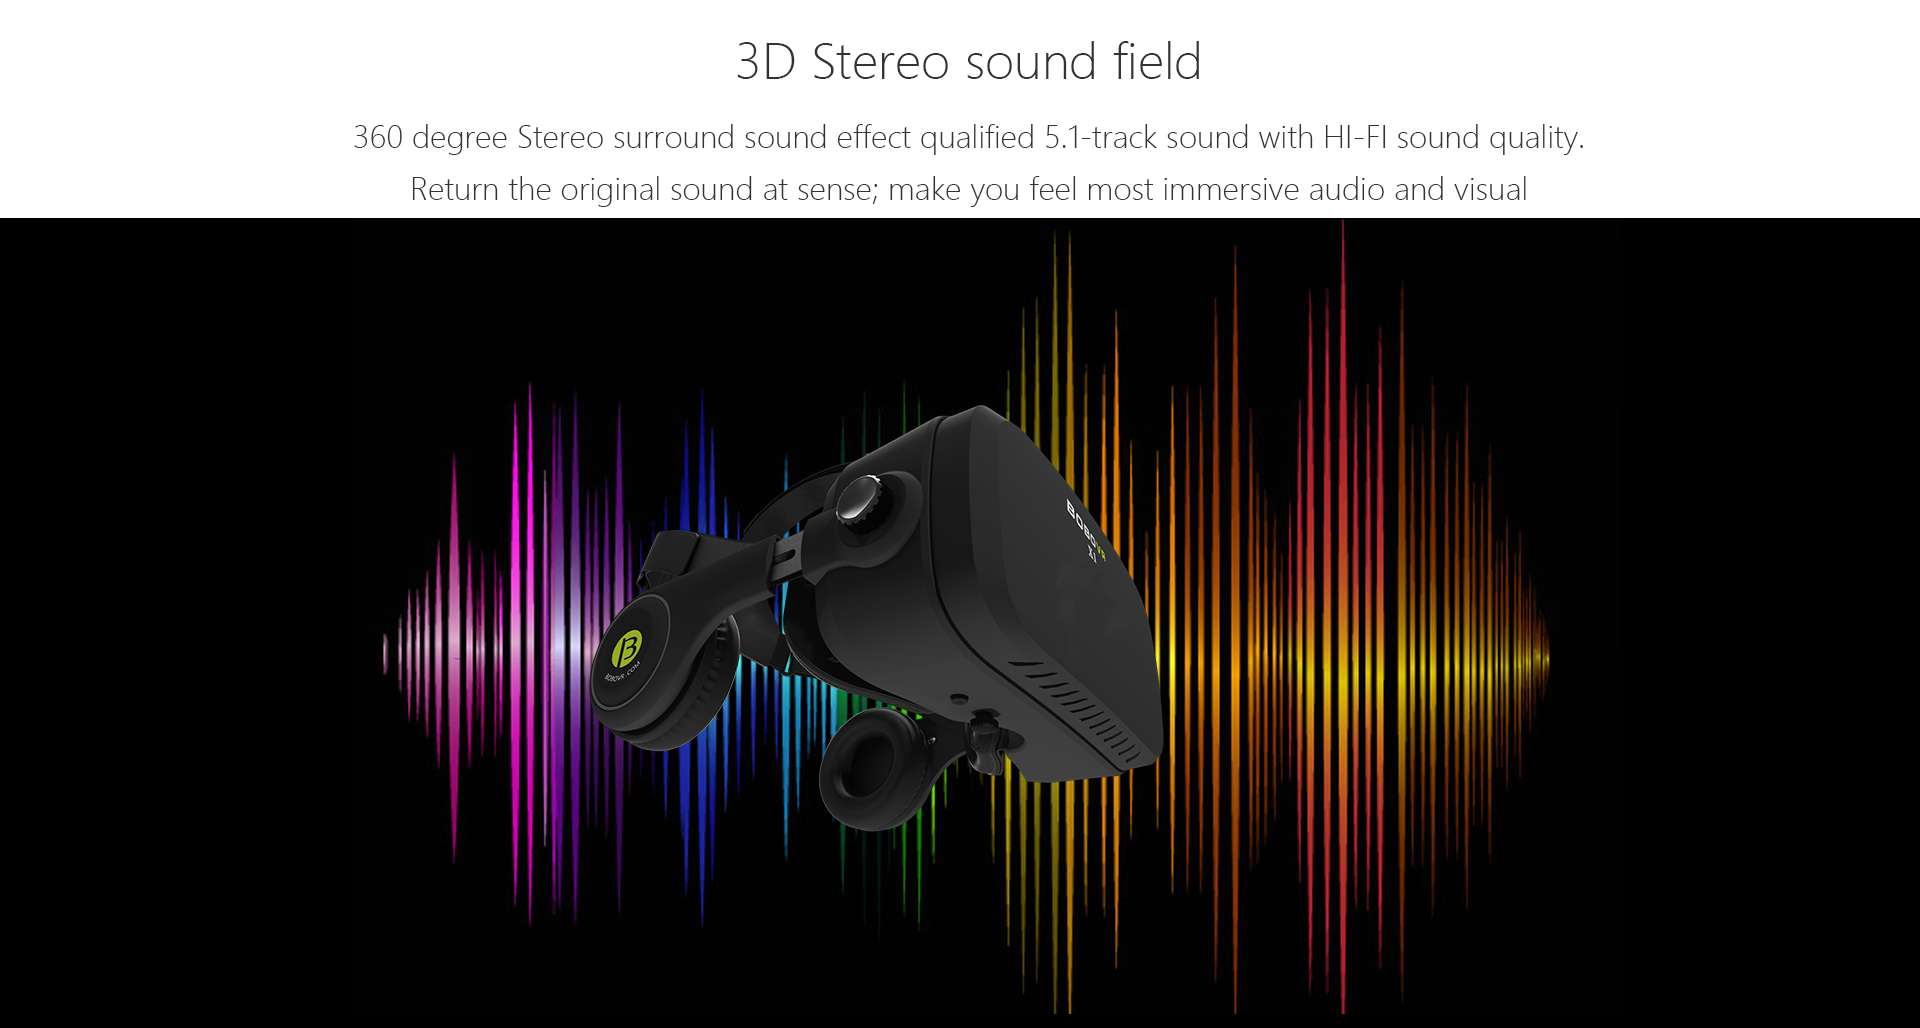 3D Stereo sound field
360 degree Stereo surround sound effect qualified 5.1-track sound with HI-FI sound quality.
Return the original sound at sense; make you feel most immersive audio and visual
BOBOVR
X1
B
BOBOVR.COM